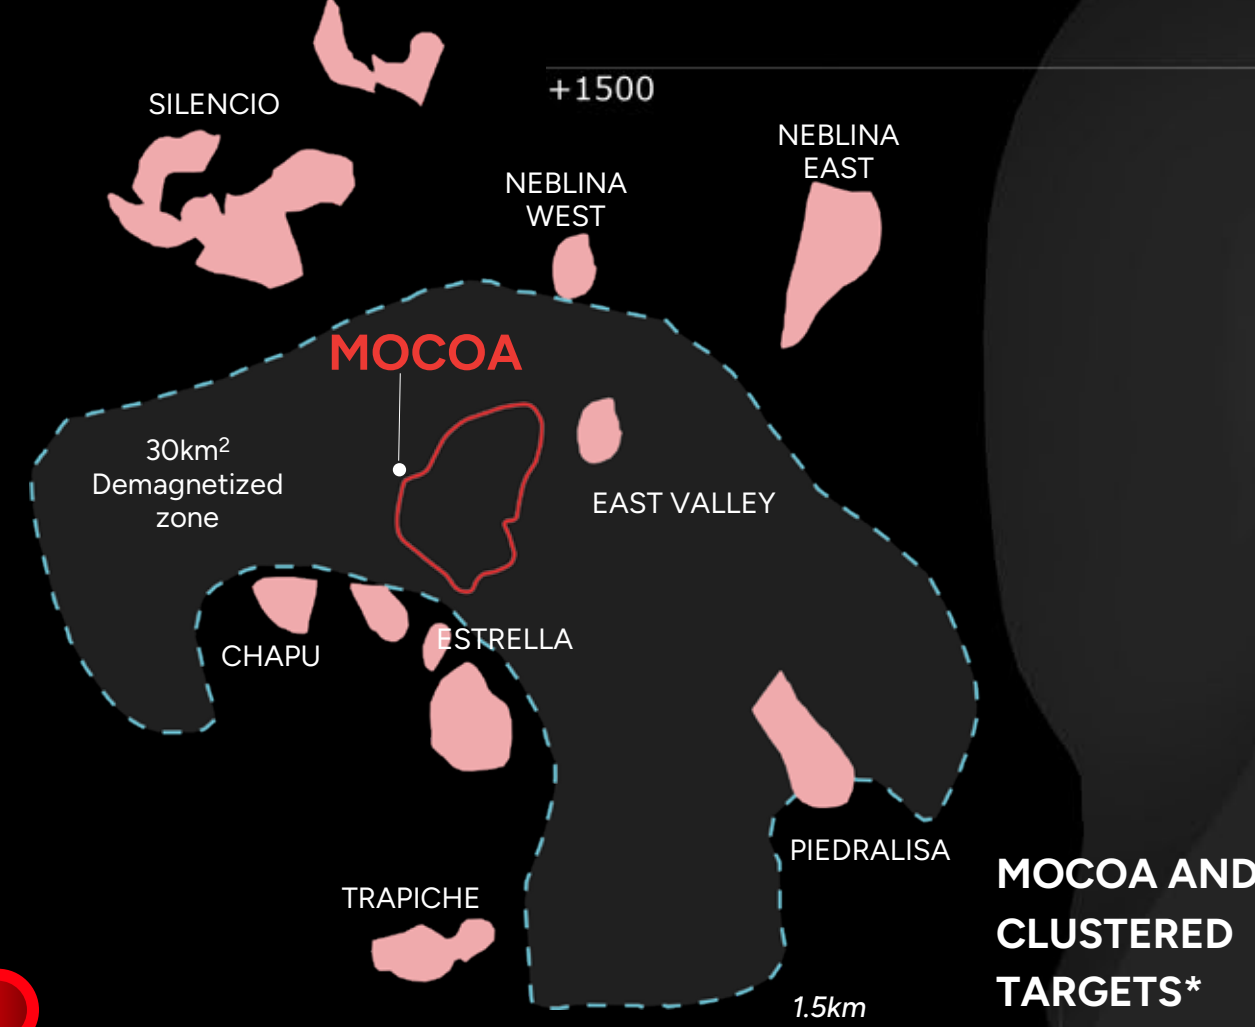 SILENCIO
+1500
NEBLINA
EAST
NEBLINA
WEST
MOCOA
30km²
Demagnetized
zone
EAST VALLEY
ESTRELLA
CHAPU
PIEDRALISA
TRAPICHE
MOCOA AND
CLUSTERED
TARGETS*
1.5km